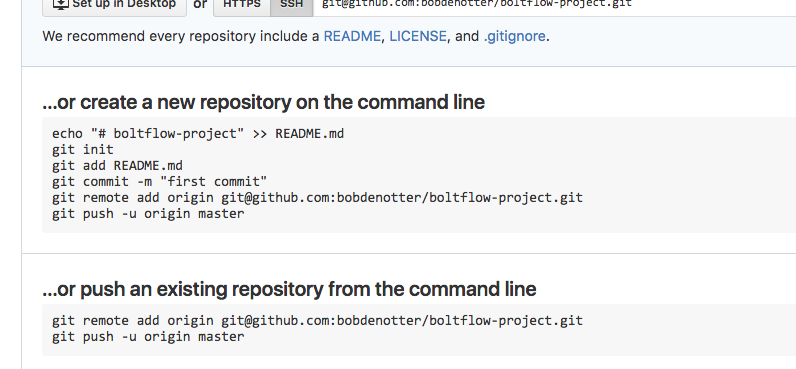 Set up in Desktop or HTTPS SSH git@github.com:bobdenotter/boltflow-project.git
We recommend every repository include a README, LICENSE, and .gitignore.
...or create a new repository on the command line
echo "# boltflow-project" >> README.md
git init
git add README.md
git commit -m "first commit"
git remote add origin git@github.com:bobdenotter/boltflow-project.git
git push -u origin master
...or push an existing repository from the command line
git remote add origin git@github.com:bobdenotter/boltflow-project.git
git push -u origin master